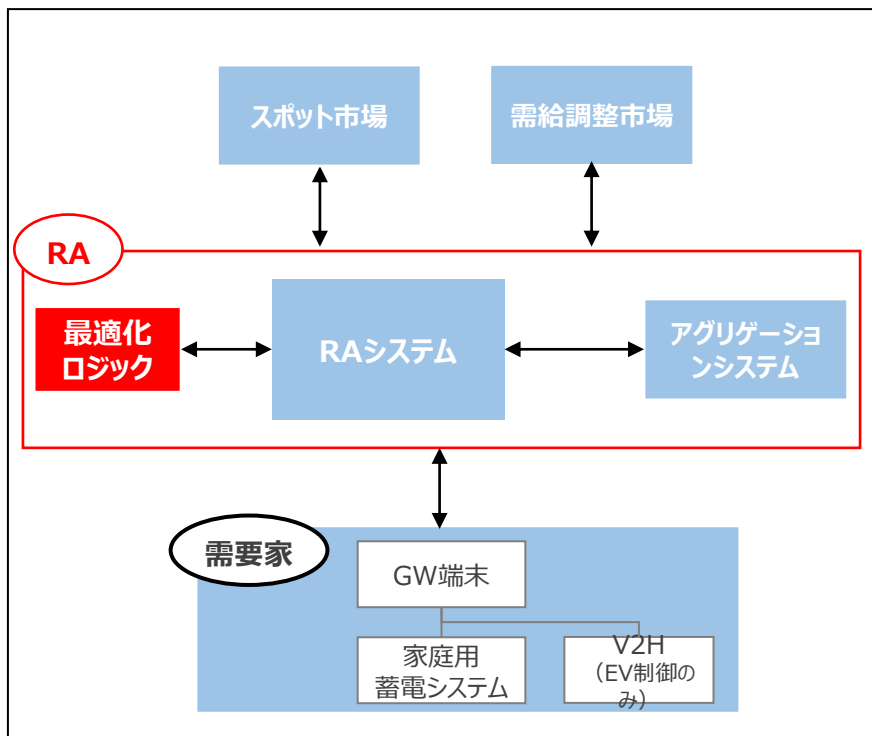 スポット市場
需給調整市場
RA
最適化
ロジック
RAシステム
アグリゲーショ
ンシステム
需要家
GW端末
家庭用
蓄電システム
V2H
（EV制御の
み）